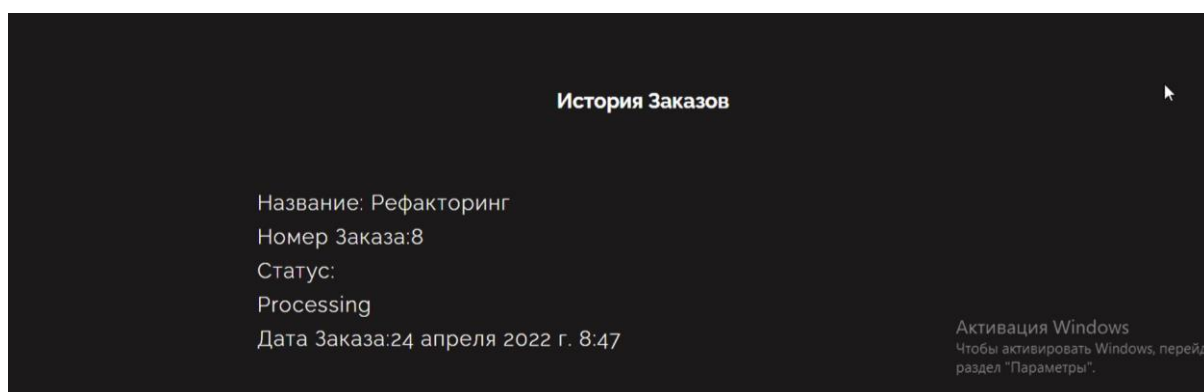 История Заказов
Название: Рефакторинг
Номер Заказа:8
Статус:
Processing
Дата Заказа:24 апреля 2022 г. 8:47
Активация Windows
Чтобы активировать Windows, перейд
раздел "Параметры".